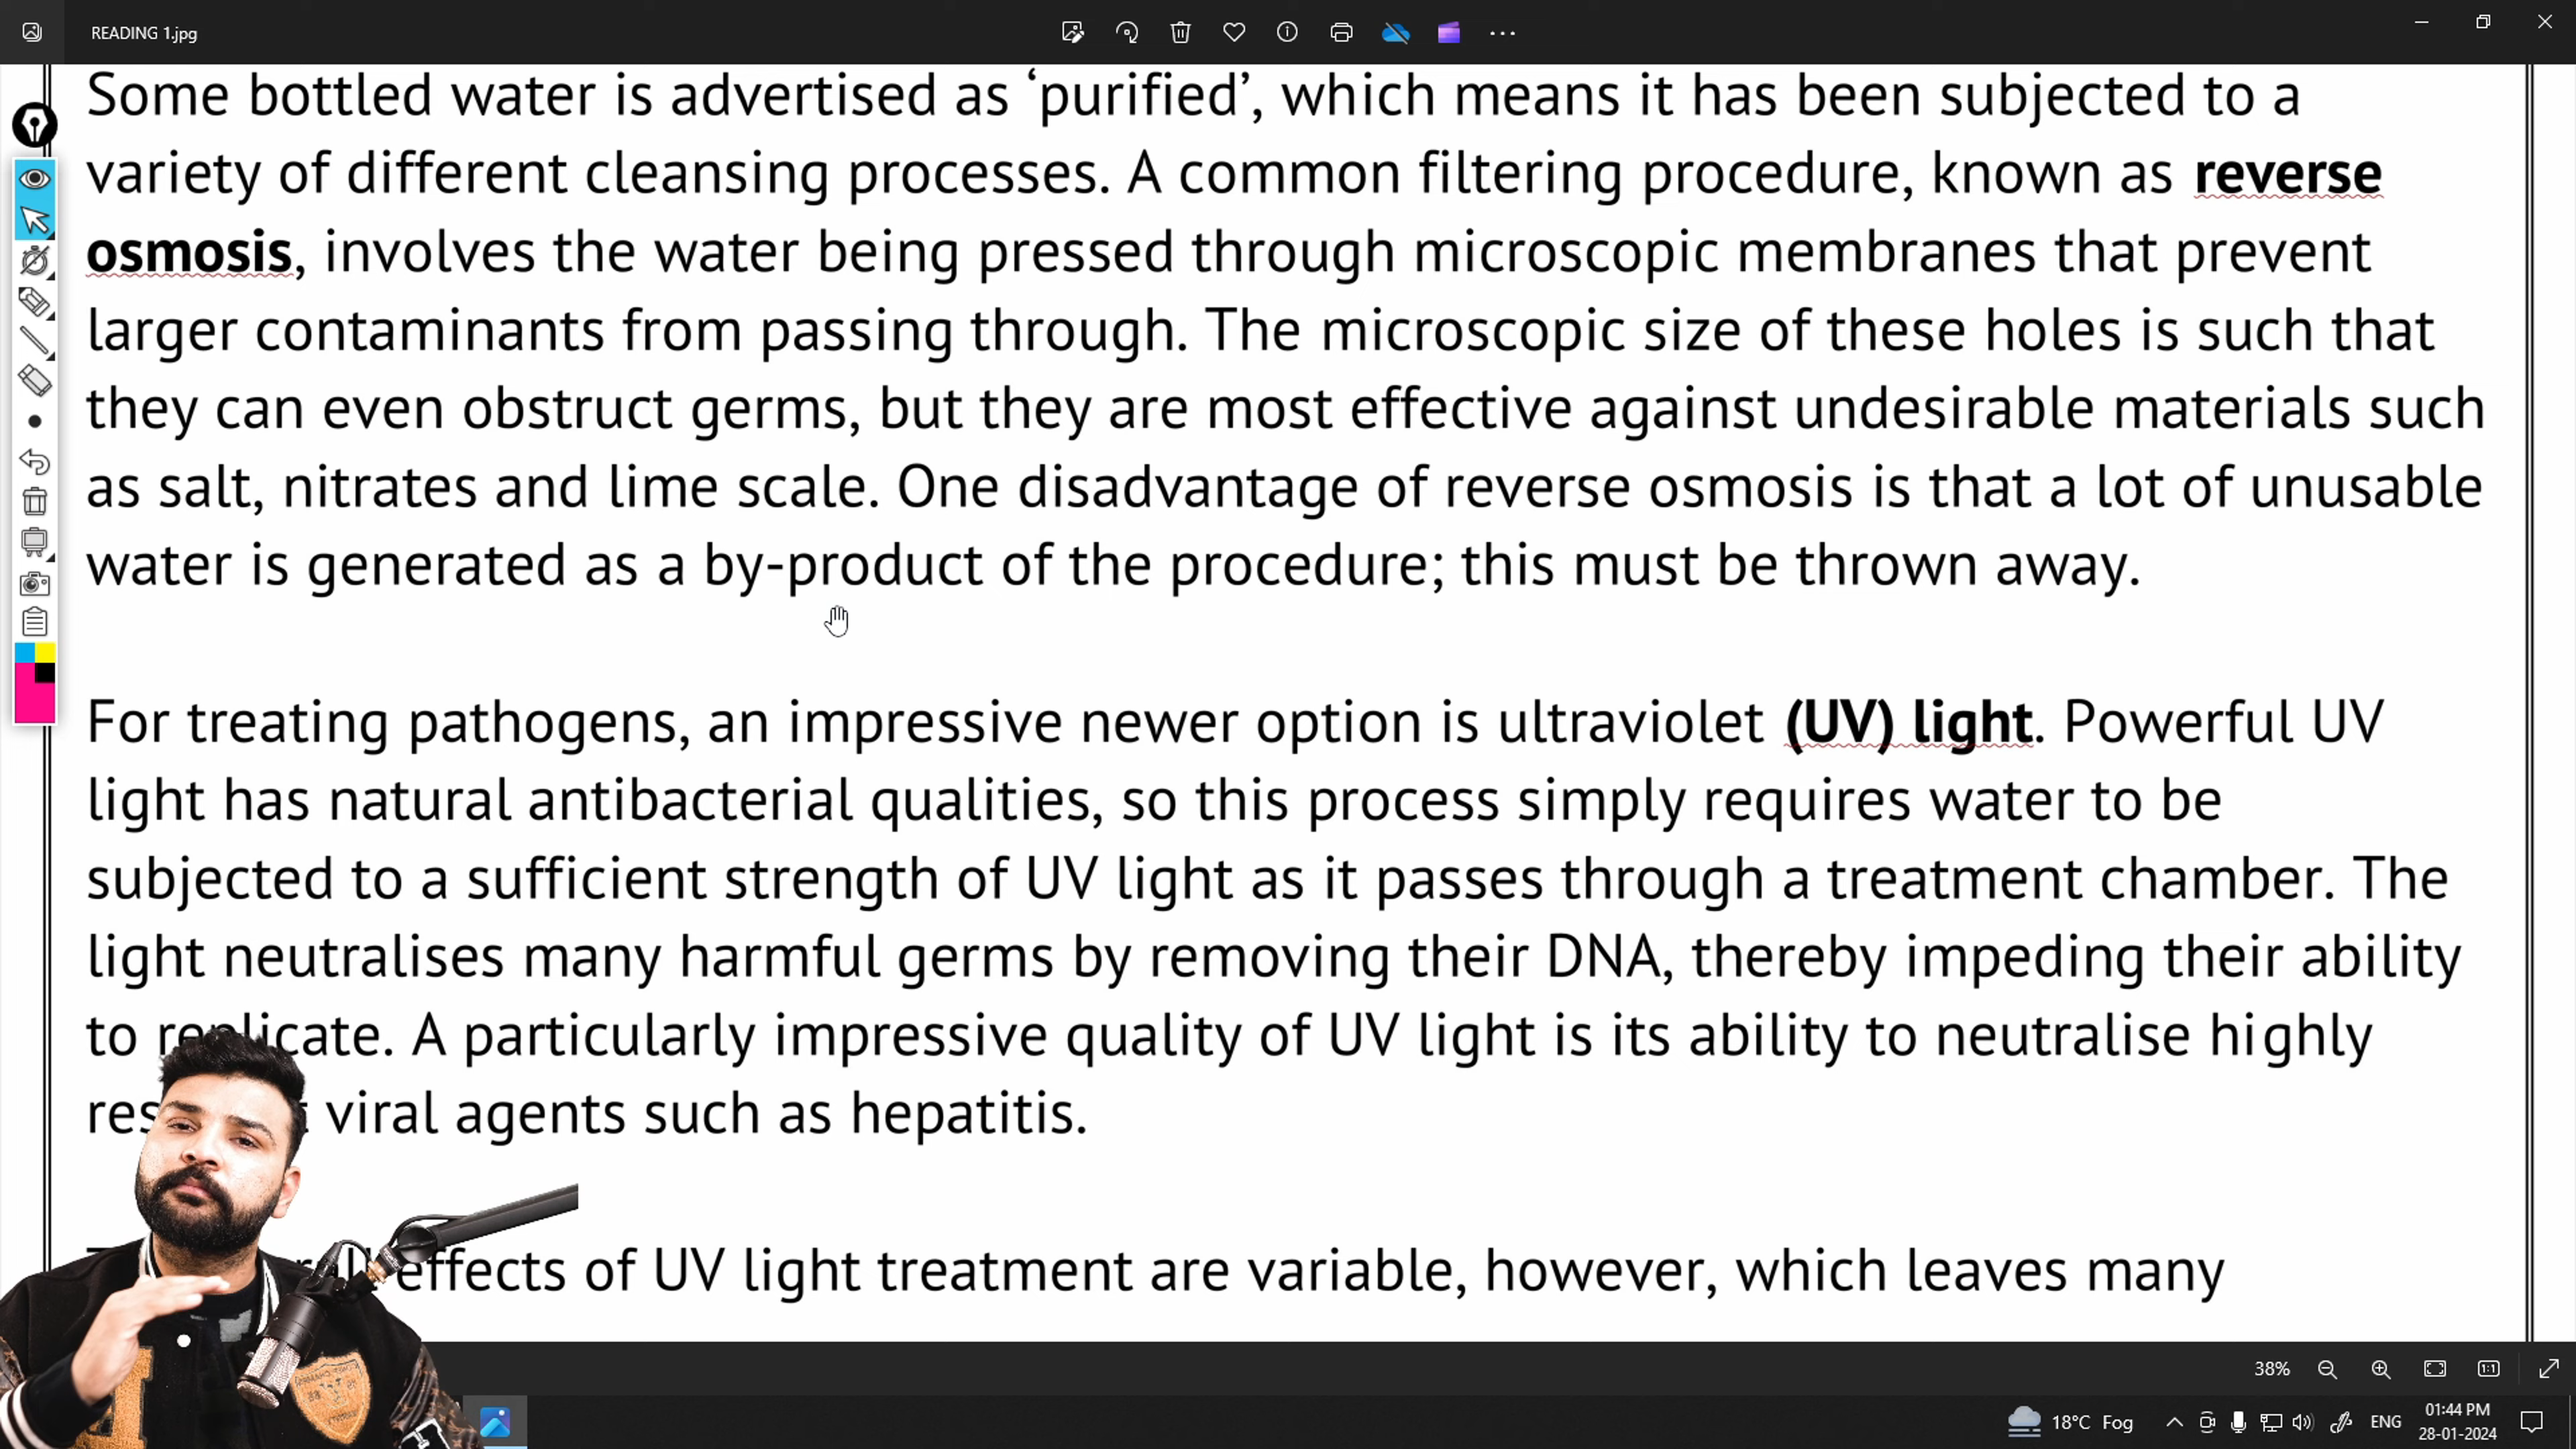 READING 1.jpg
Some bottled water is advertised as ‘purified’, which means it has been subjected to a
variety of different cleansing processes. A common filtering procedure, known as reverse
osmosis, involves the water being pressed through microscopic membranes that prevent
larger contaminants from passing through. The microscopic size of these holes is such that
they can even obstruct germs, but they are most effective against undesirable materials such
as salt, nitrates and lime scale. One disadvantage of reverse osmosis is that a lot of unusable
water is generated as a by-product of the procedure; this must be thrown away.
For treating pathogens, an impressive newer option is ultraviolet (UV) light. Powerful UV
light has natural antibacterial qualities, so this process simply requires water to be
subjected to a sufficient strength of UV light as it passes through a treatment chamber. The
light neutralises many harmful germs by removing their DNA, thereby impeding their ability
to replicate. A particularly impressive quality of UV light is its ability to neutralise highly
viral agents such as hepatitis.
effects of UV light treatment are variable, however, which leaves many
38%
1:1
18°C Fog
ENG
01:44 PM
28-01-2024